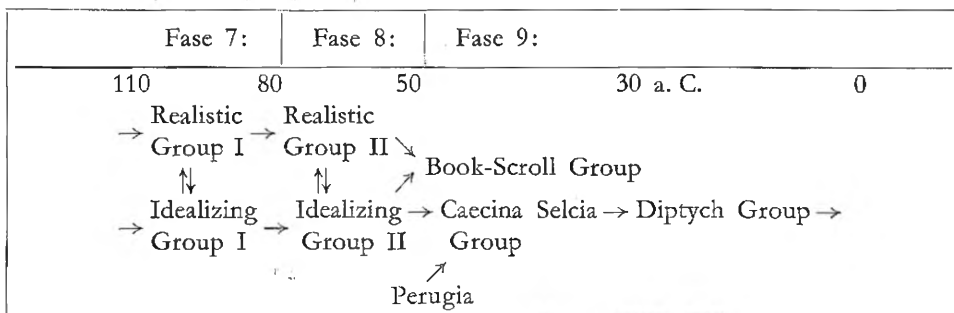 Fase 7: Fase 8: Fase 9:
110 80 50 30 a. C. 0
Realistic Realistic
→ Group I → Group II ↘
Book-Scroll Group
⇅ ⇅ ↗
Idealizing Idealizing → Caecina Selcia → Diptych Group →
→ Group I → Group II Group
↗
Perugia